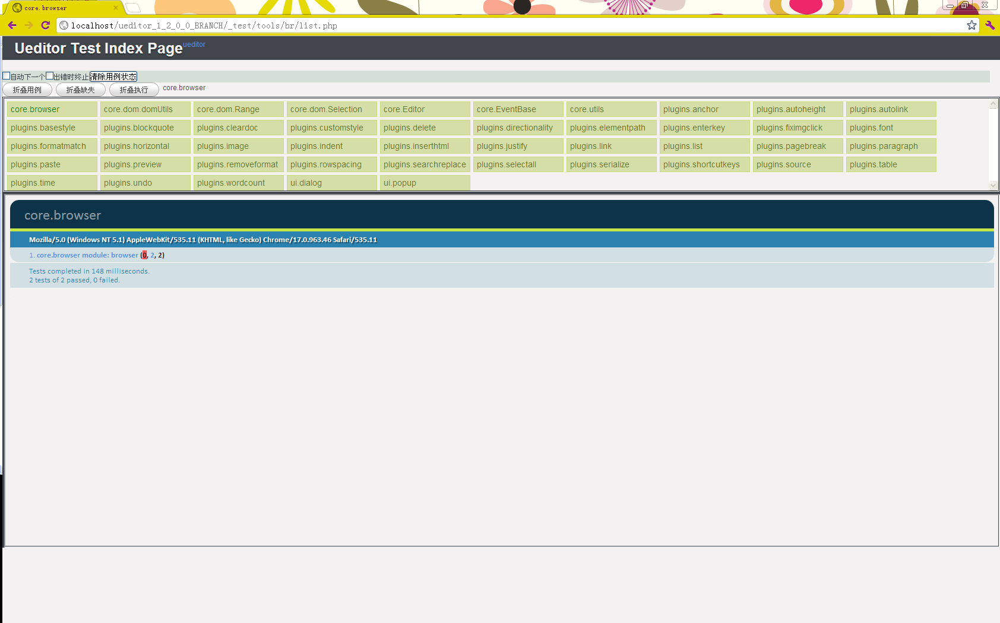 core.browser
localhost/ueditor_1_2_0_0_BRANCH/_test/tools/br/list.php
Ueditor Test Index Page ueditor
自动下一个 出错时终止 清除用例状态
折叠用例 折叠缺失 折叠执行 core.browser
core.browser core.dom.domUtils core.dom.Range core.dom.Selection core.Editor core.EventBase core.utils plugins.anchor plugins.autoheight plugins.autolink
plugins.basestyle plugins.blockquote plugins.cleardoc plugins.customstyle plugins.delete plugins.directionality plugins.elementpath plugins.enterkey plugins.fiximgclick plugins.font
plugins.formatmatch plugins.horizontal plugins.image plugins.indent plugins.inserthtml plugins.justify plugins.link plugins.list plugins.pagebreak plugins.paragraph
plugins.paste plugins.preview plugins.removeformat plugins.rowspacing plugins.searchreplace plugins.selectall plugins.serialize plugins.shortcutkeys plugins.source plugins.table
plugins.time plugins.undo plugins.wordcount ui.dialog ui.popup
core.browser
Mozilla/5.0 (Windows NT 5.1) AppleWebKit/535.11 (KHTML, like Gecko) Chrome/17.0.963.46 Safari/535.11
1. core.browser module: browser (0, 2, 2)
Tests completed in 148 milliseconds.
2 tests of 2 passed, 0 failed.